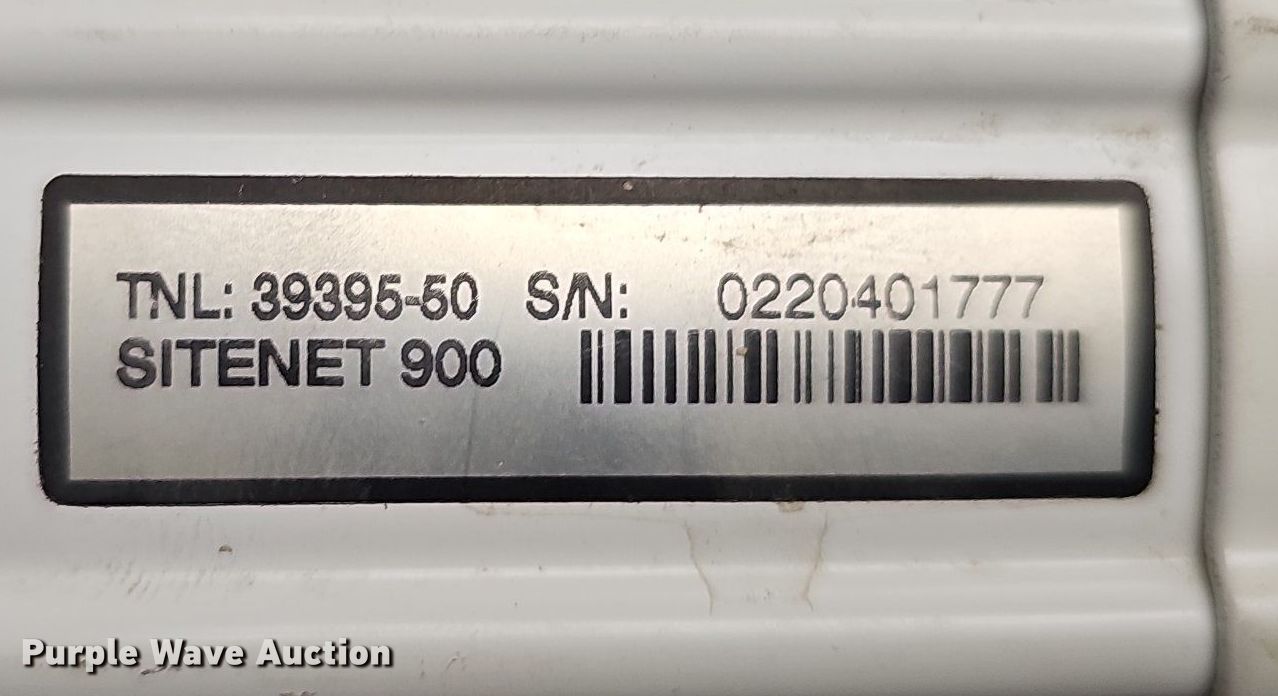 TNL: 39395-50 S/N: 0220401777
SITENET 900
Purple Wave Auction